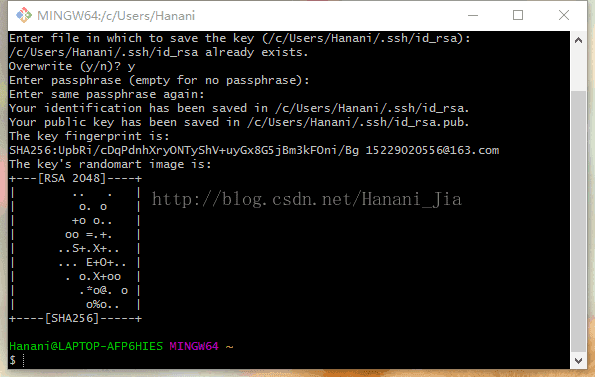 MINGW64:/c/Users/Hanani
Enter file in which to save the key (/c/Users/Hanani/.ssh/id_rsa):
/c/Users/Hanani/.ssh/id_rsa already exists.
Overwrite (y/n)? y
Enter passphrase (empty for no passphrase):
Enter same passphrase again:
Your identification has been saved in /c/Users/Hanani/.ssh/id_rsa.
Your public key has been saved in /c/Users/Hanani/.ssh/id_rsa.pub.
The key fingerprint is:
SHA256:UpbRi/cDqPdnhXryONTyShV+uyGx8G5jBm3kFOni/Bg 15229020556@163.com
The key's randomart image is:
+---[RSA 2048]----+
|       ..   .    |
|        o. o     |
|       +o o..    |
|      oo =.+.    |
|     ..S+.X+..   |
|     ... E+O+..  |
|      . o.X+oo   |
|        .*o@. o  |
|         o%o..   |
+----[SHA256]-----+
http://blog.csdn.net/Hanani_Jia
Hanani@LAPTOP-AFP6HIES MINGW64 ~
$